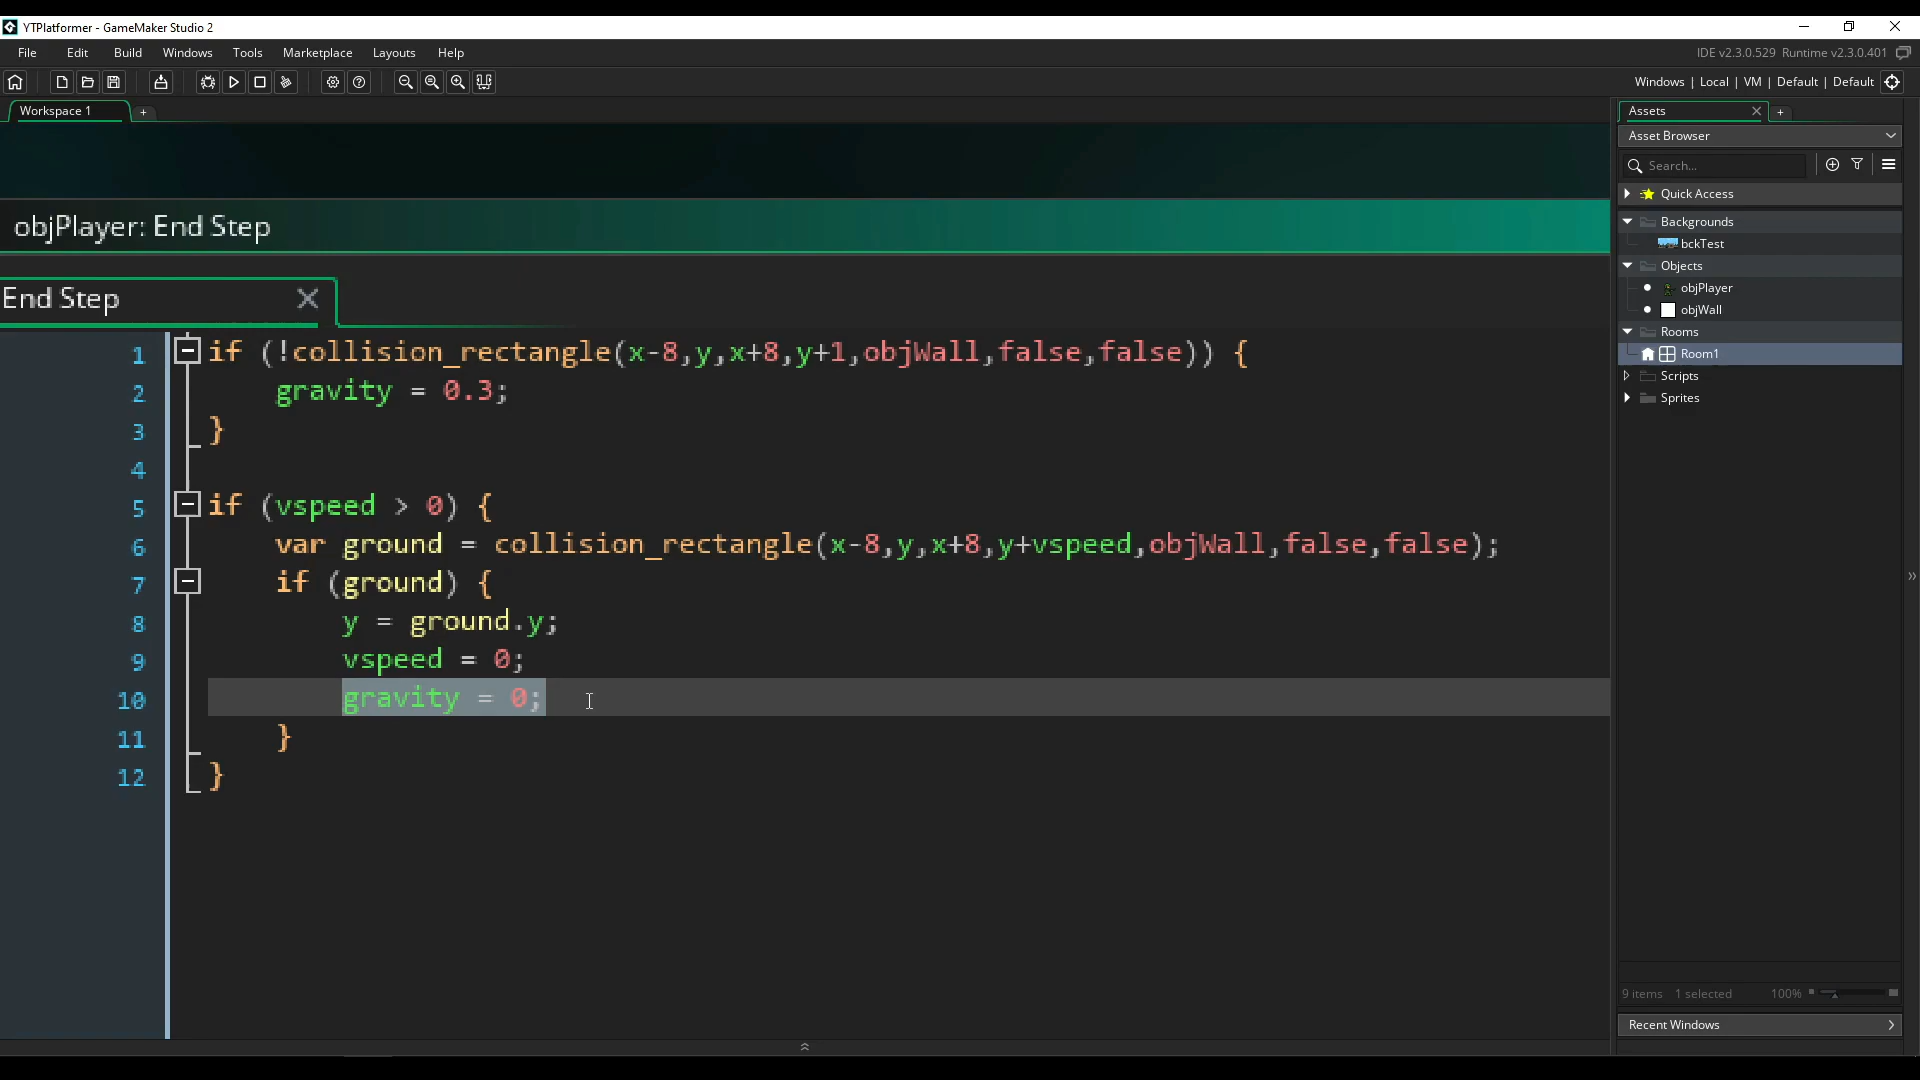 YTPlatformer - GameMaker Studio 2
File Edit Build Windows Tools Marketplace Layouts Help
IDE v2.3.0.529 Runtime v2.3.0.401
Windows | Local | VM | Default | Default
Workspace 1
+
objPlayer: End Step
End Step
1 if (!collision_rectangle(x-8,y,x+8,y+1,objWall,false,false)) {
2 gravity = 0.3;
3 }
4
5 if (vspeed > 0) {
6 var ground = collision_rectangle(x-8,y,x+8,y+vspeed,objWall,false,false);
7 if (ground) {
8 y = ground.y;
9 vspeed = 0;
10 gravity = 0;
11 }
12 }
Assets
+
Asset Browser
Search...
Quick Access
Backgrounds
bckTest
Objects
objPlayer
objWall
Rooms
Room1
Scripts
Sprites
9 items 1 selected 100%
Recent Windows